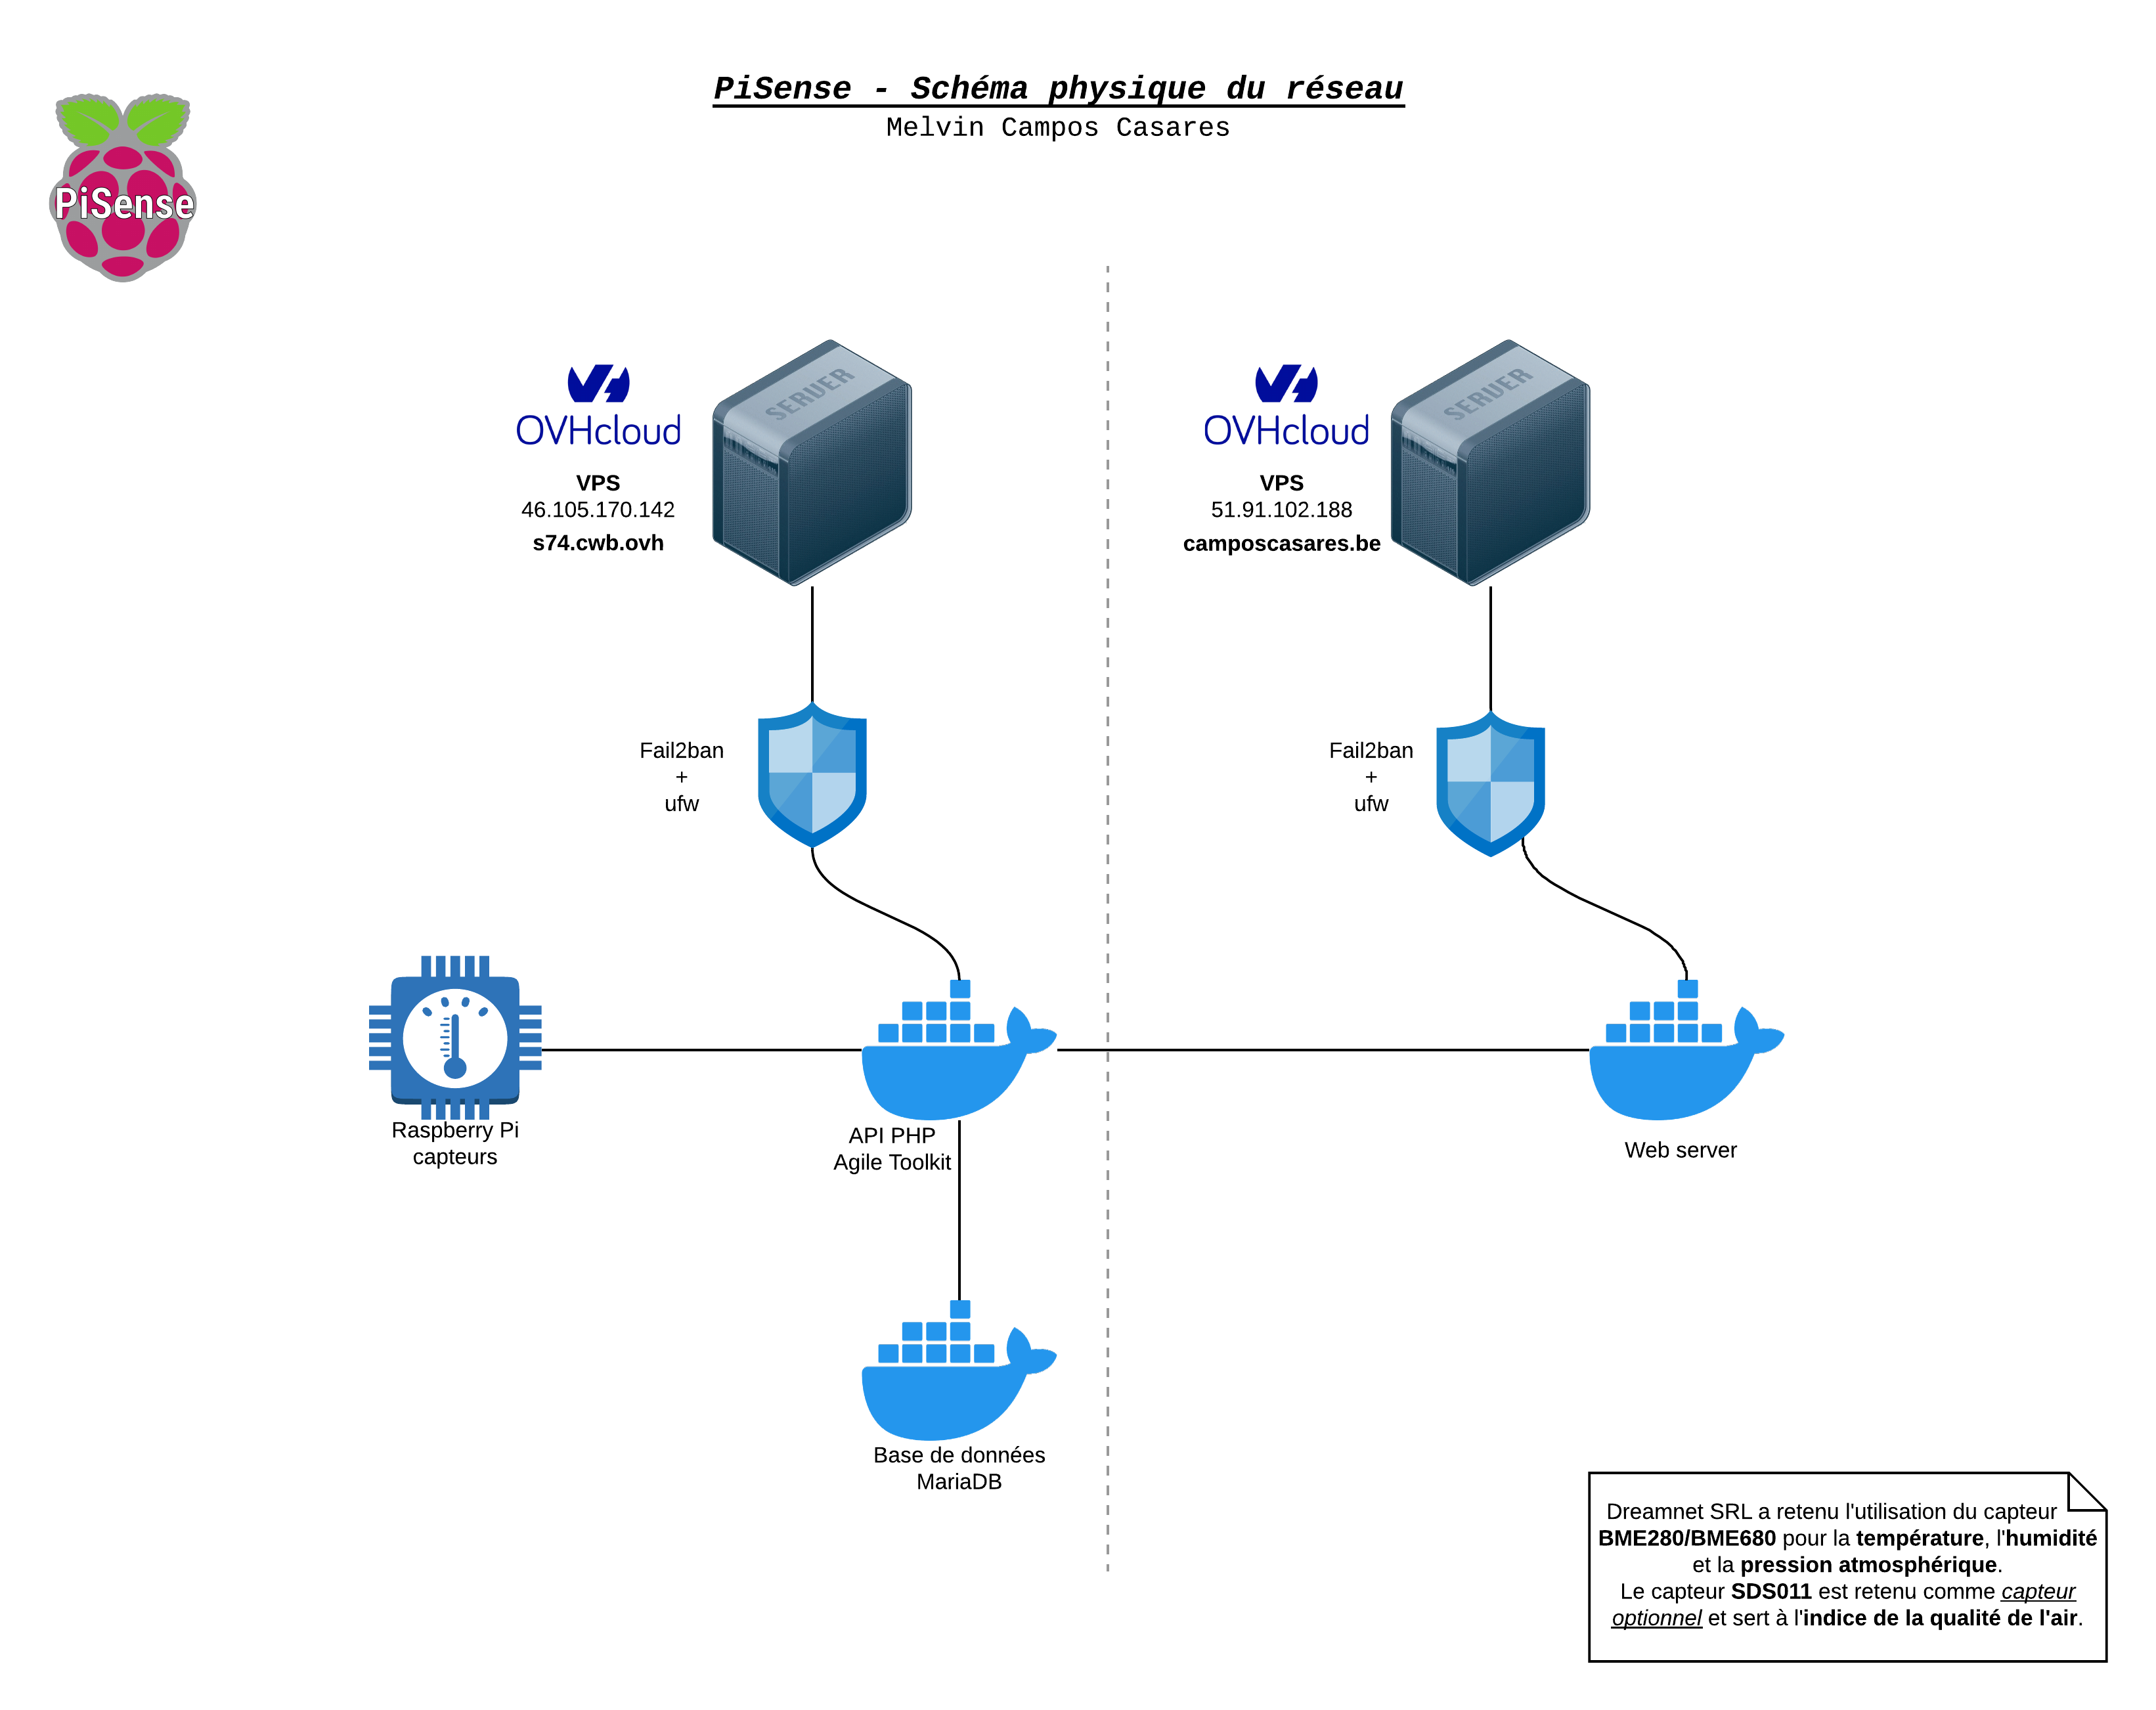 PiSense - Schéma physique du réseau
Melvin Campos Casares
PiSense
SERVER
OVHcloud
VPS
46.105.170.142
s74.cwb.ovh
SERVER
OVHcloud
VPS
51.91.102.188
camposcasares.be
Fail2ban
+
ufw
Fail2ban
+
ufw
Raspberry Pi
capteurs
API PHP
Agile Toolkit
Web server
Base de données
MariaDB
Dreamnet SRL a retenu l'utilisation du capteur
BME280/BME680 pour la température, l'humidité
et la pression atmosphérique.
Le capteur SDS011 est retenu comme capteur
optionnel et sert à l'indice de la qualité de l'air.